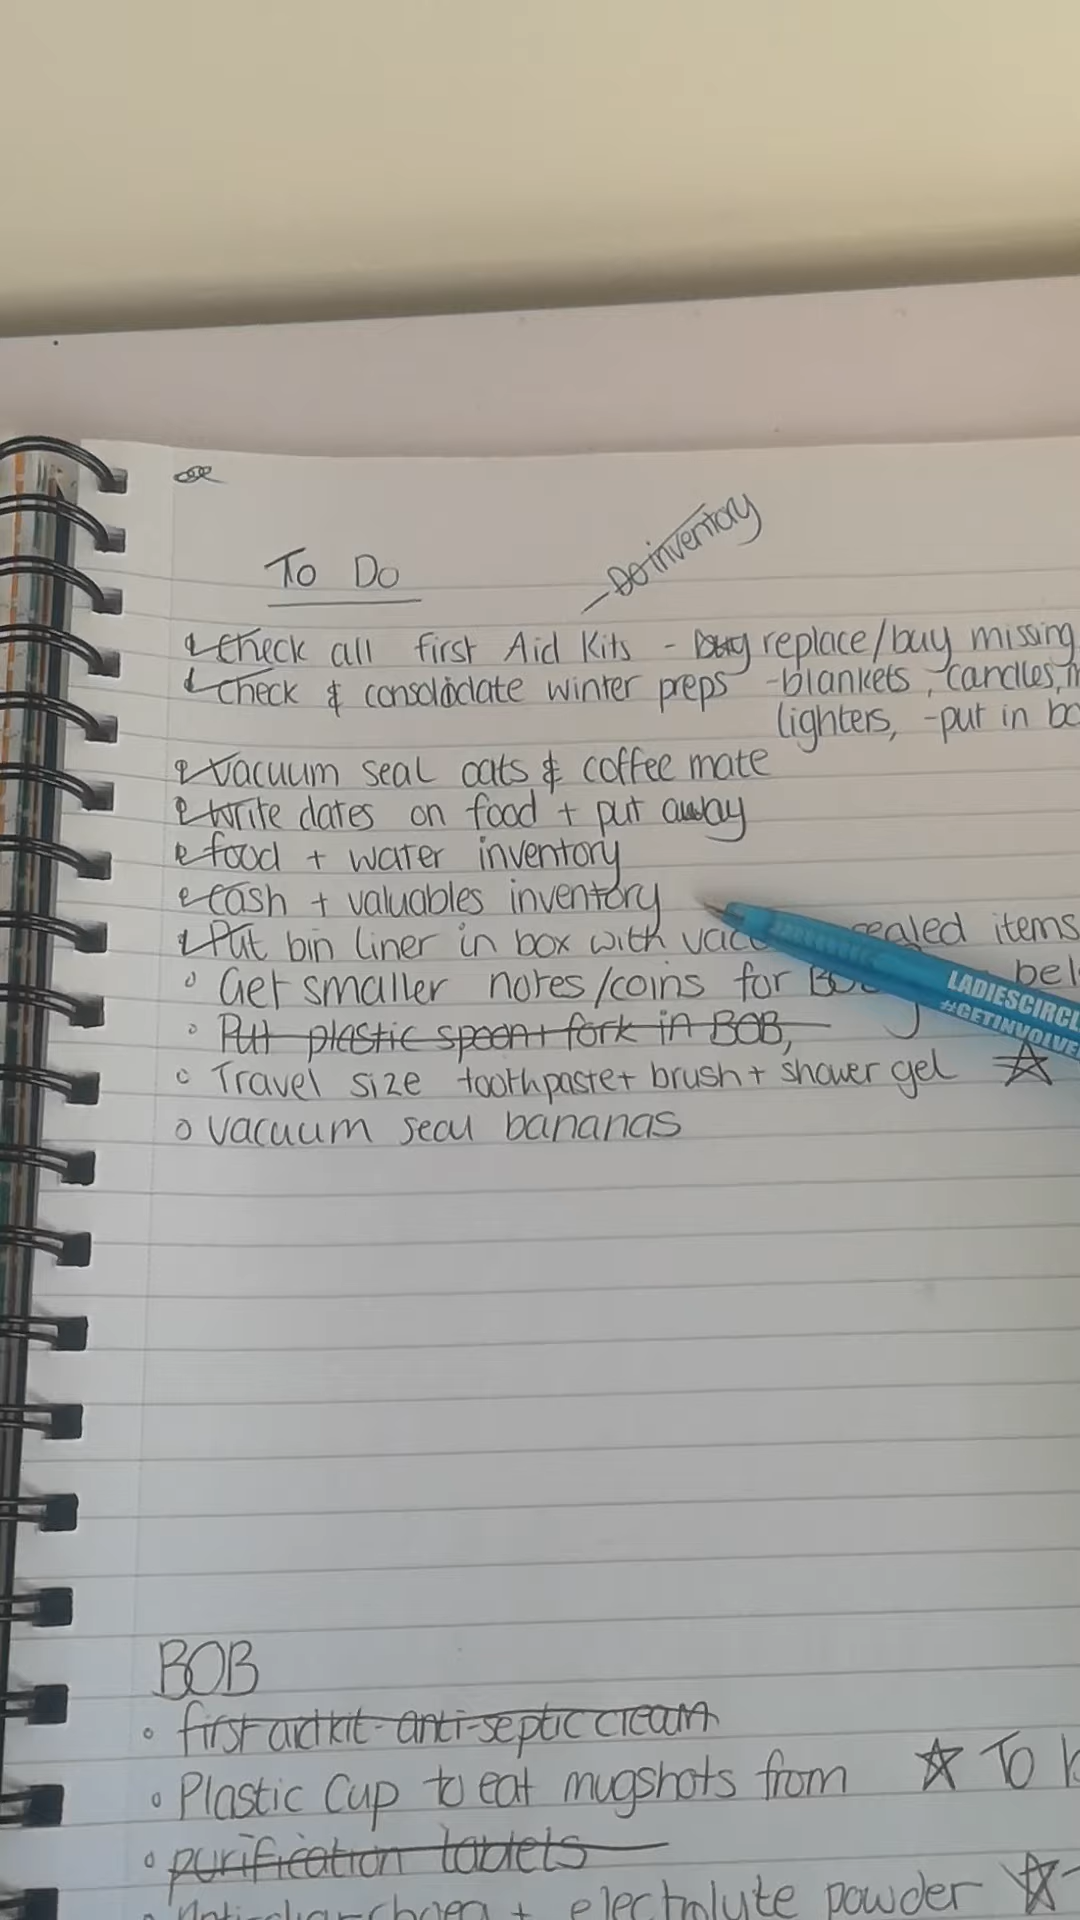 To Do
- Do inventory
Check all first Aid Kits - replace/buy missing
Check & consolodate winter preps - blankets, candles,
lighters, - put in
Vacuum seal oats & coffee mate
Write dates on food + put away
food + water inventory
Cash + valuables inventory
Put bin liner in box with sealed items
Get smaller notes/coins for
Put plastic spoon + fork in BOB,
Travel size toothpaste + brush + shower gel
Vacuum seal bananas
LADIESCIRCL
#GETINVOLVE
BOB
first aid kit - anti-septic cream
Plastic Cup to eat mugshots from To
purification tablets
+ electrolyte powder